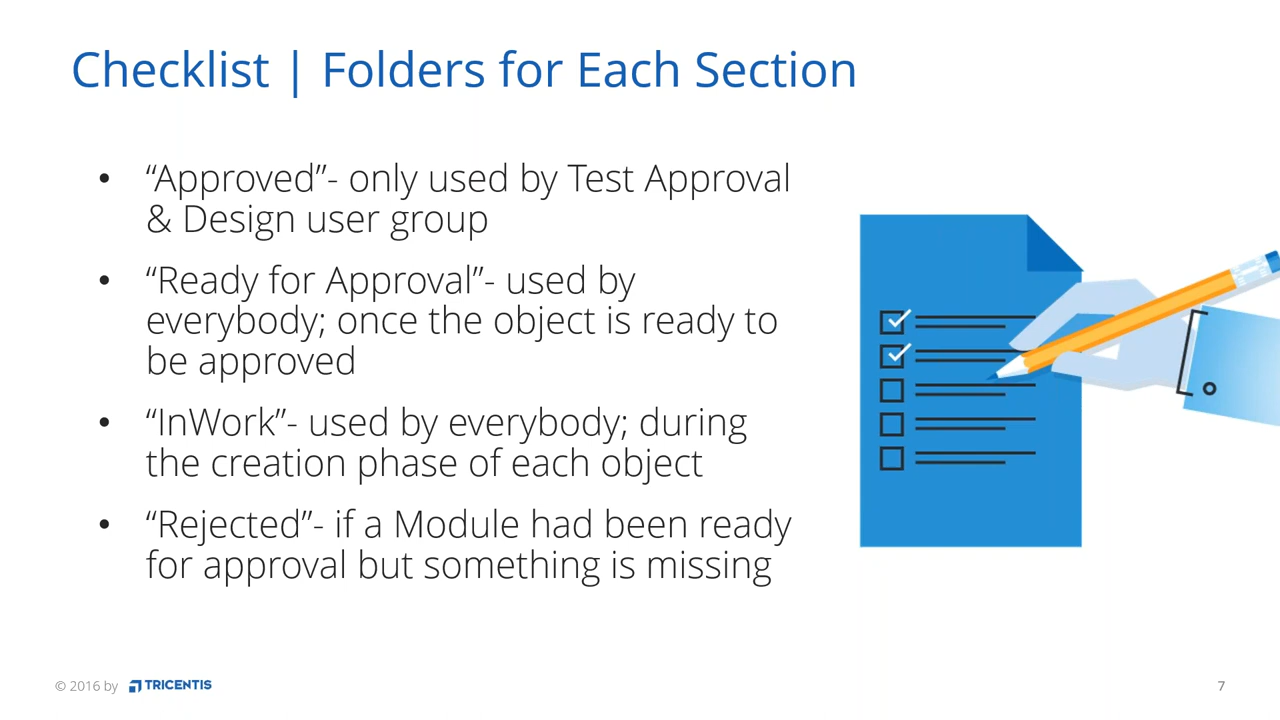 Checklist | Folders for Each Section
• “Approved”- only used by Test Approval
& Design user group
• “Ready for Approval”- used by
everybody; once the object is ready to
be approved
• “InWork”- used by everybody; during
the creation phase of each object
• “Rejected”- if a Module had been ready
for approval but something is missing
© 2016 by TRICENTIS
7